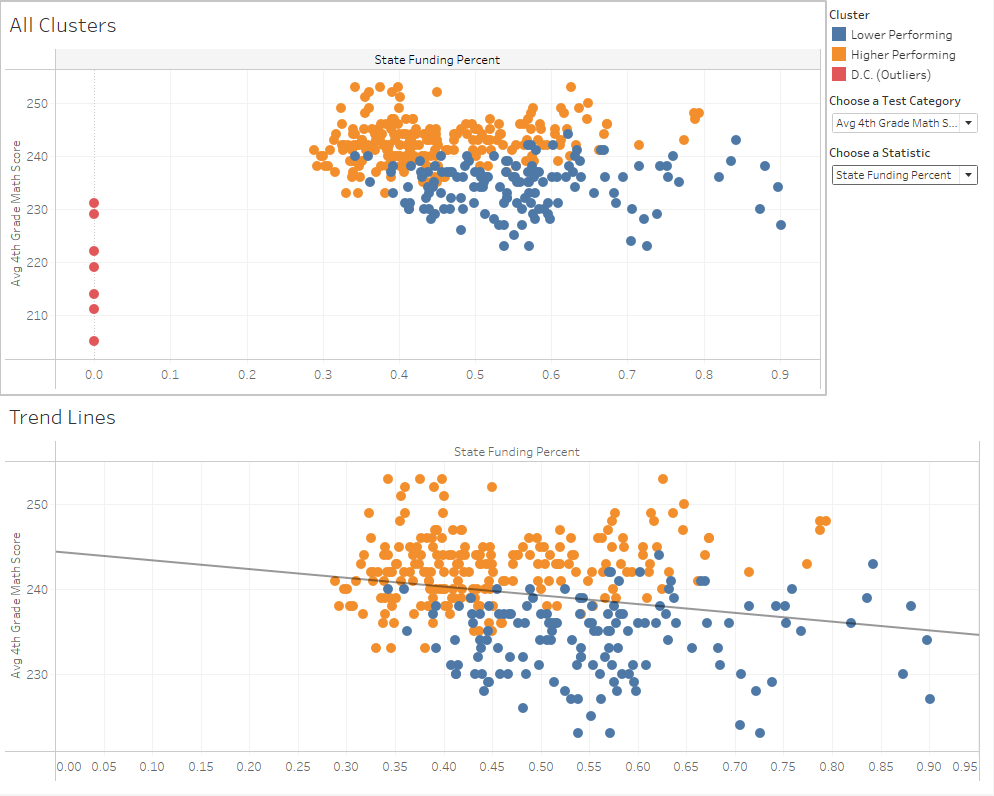 All Clusters
State Funding Percent
Avg 4th Grade Math Score
250
240
230
220
210
0.0 0.1 0.2 0.3 0.4 0.5 0.6 0.7 0.8 0.9
Cluster
Lower Performing
Higher Performing
D.C. (Outliers)
Choose a Test Category
Avg 4th Grade Math S...
Choose a Statistic
State Funding Percent
Trend Lines
State Funding Percent
Avg 4th Grade Math Score
250
240
230
0.00 0.05 0.10 0.15 0.20 0.25 0.30 0.35 0.40 0.45 0.50 0.55 0.60 0.65 0.70 0.75 0.80 0.85 0.90 0.95